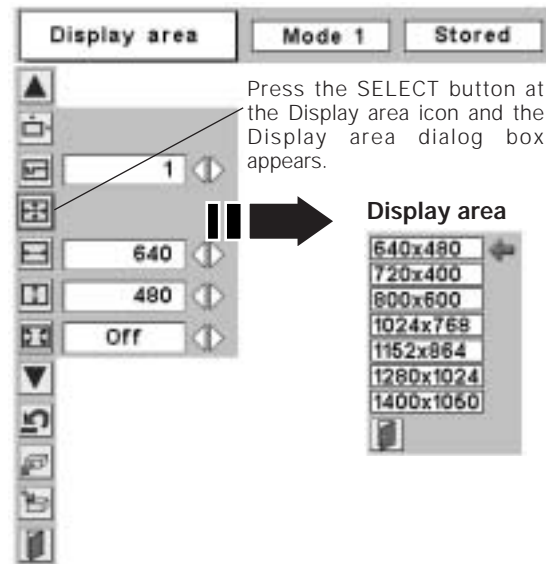 Display area
Mode 1
Stored
Press the SELECT button at
the Display area icon and the
Display area dialog box
appears.
1
640
480
Off
Display area
640x480
720x400
800x600
1024x768
1152x864
1280x1024
1400x1050